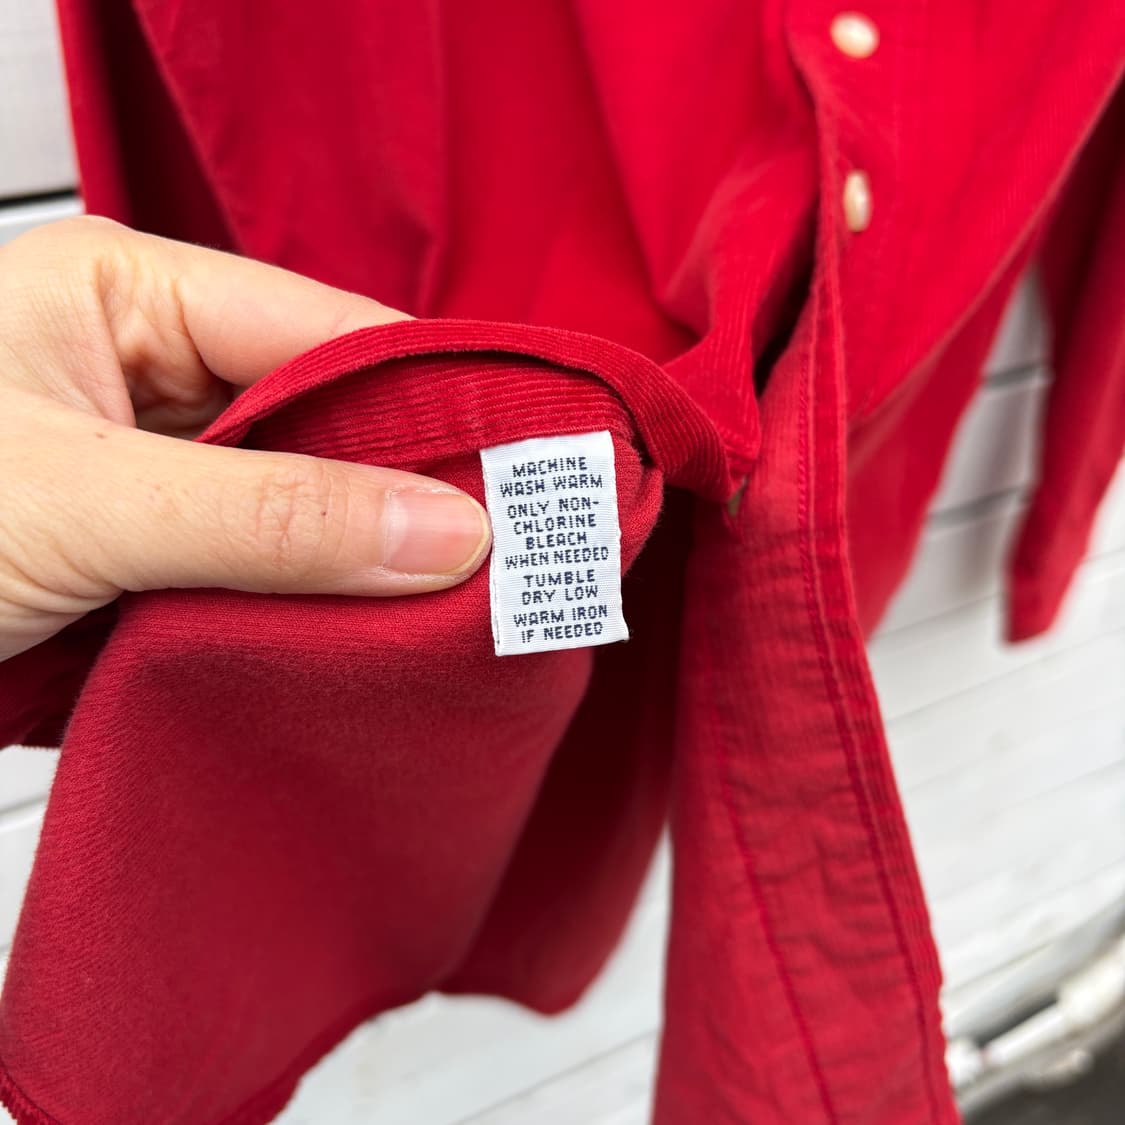 MACHINE
WASH WARM
ONLY NON-
CHLORINE
BLEACH
WHEN NEEDED
TUMBLE
DRY LOW
WARM IRON
IF NEEDED